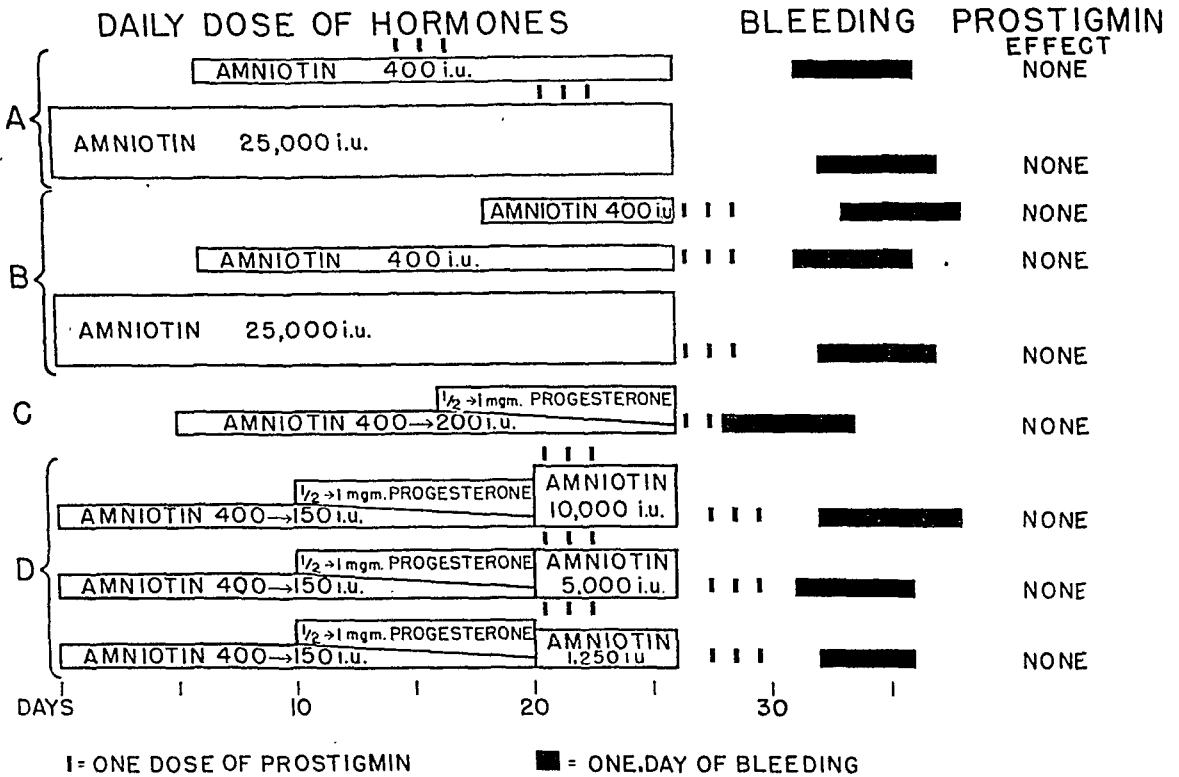 DAILY DOSE OF HORMONES BLEEDING PROSTIGMIN
EFFECT
AMNIOTIN 400 i.u. NONE
A
AMNIOTIN 25,000 i.u.
NONE
AMNIOTIN 400 iu NONE
AMNIOTIN 400 i.u. NONE
B
AMNIOTIN 25,000 i.u.
NONE
1/2→1 mgm. PROGESTERONE
C AMNIOTIN 400→200 i.u. NONE
1/2→1 mgm. PROGESTERONE AMNIOTIN
AMNIOTIN 400→150 i.u. 10,000 i.u. NONE
D
1/2→1 mgm. PROGESTERONE AMNIOTIN
AMNIOTIN 400→150 i.u. 5,000 i.u. NONE
1/2→1 mgm. PROGESTERONE AMNIOTIN
AMNIOTIN 400→150 i.u. 1.250 i u NONE
DAYS 10 20 30
I = ONE DOSE OF PROSTIGMIN = ONE.DAY OF BLEEDING